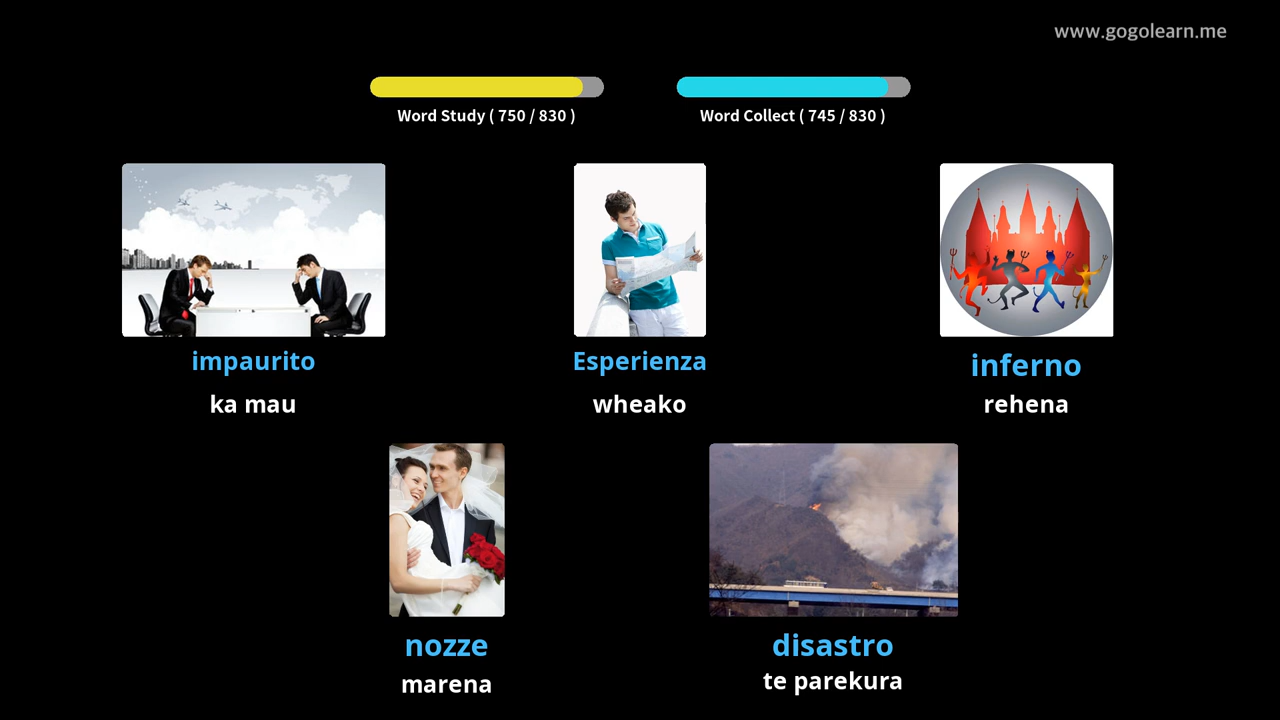 www.gogolearn.me
Word Study ( 750 / 830 )
Word Collect ( 745 / 830 )
impaurito
ka mau
Esperienza
wheako
inferno
rehena
nozze
marena
disastro
te parekura